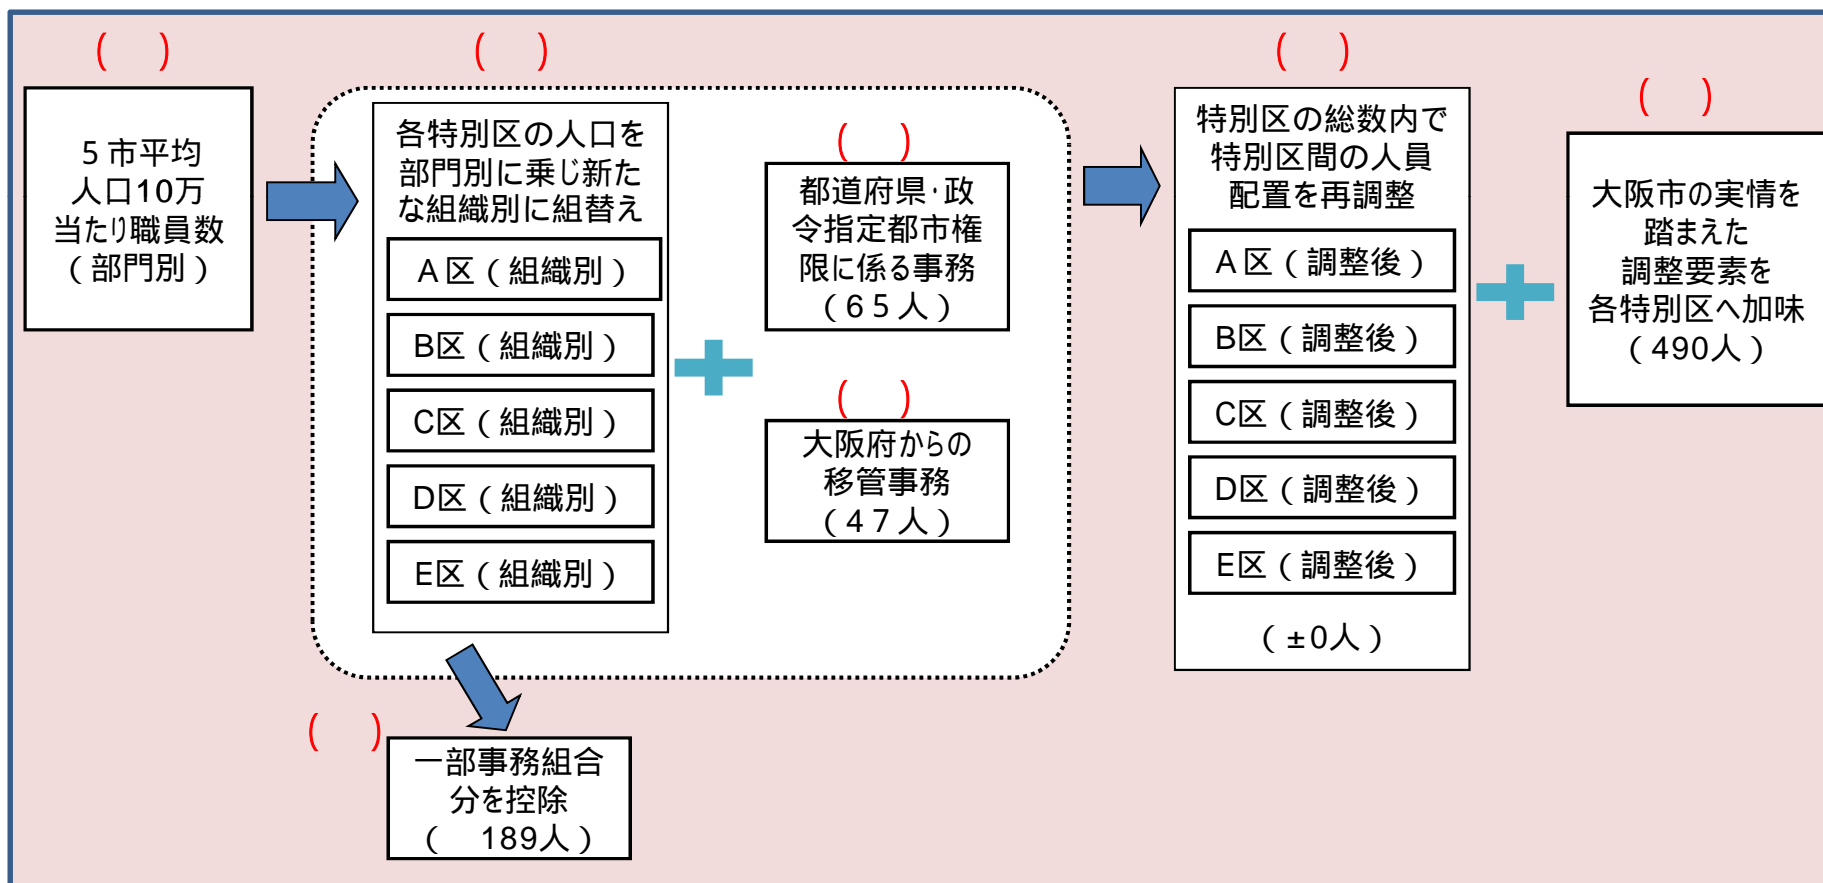 (　)
5市平均
人口10万
当たり職員数
(部門別)
(　)
各特別区の人口を
部門別に乗じ新た
な組織別に組替え
A区(組織別)
B区(組織別)
C区(組織別)
D区(組織別)
E区(組織別)
(　)
都道府県・政
令指定都市権
限に係る事務
(65人)
(　)
大阪府からの
移管事務
(47人)
(　)
一部事務組合
分を控除
(　189人)
(　)
特別区の総数内で
特別区間の人員
配置を再調整
A区(調整後)
B区(調整後)
C区(調整後)
D区(調整後)
E区(調整後)
(±0人)
(　)
大阪市の実情を
踏まえた
調整要素を
各特別区へ加味
(490人)